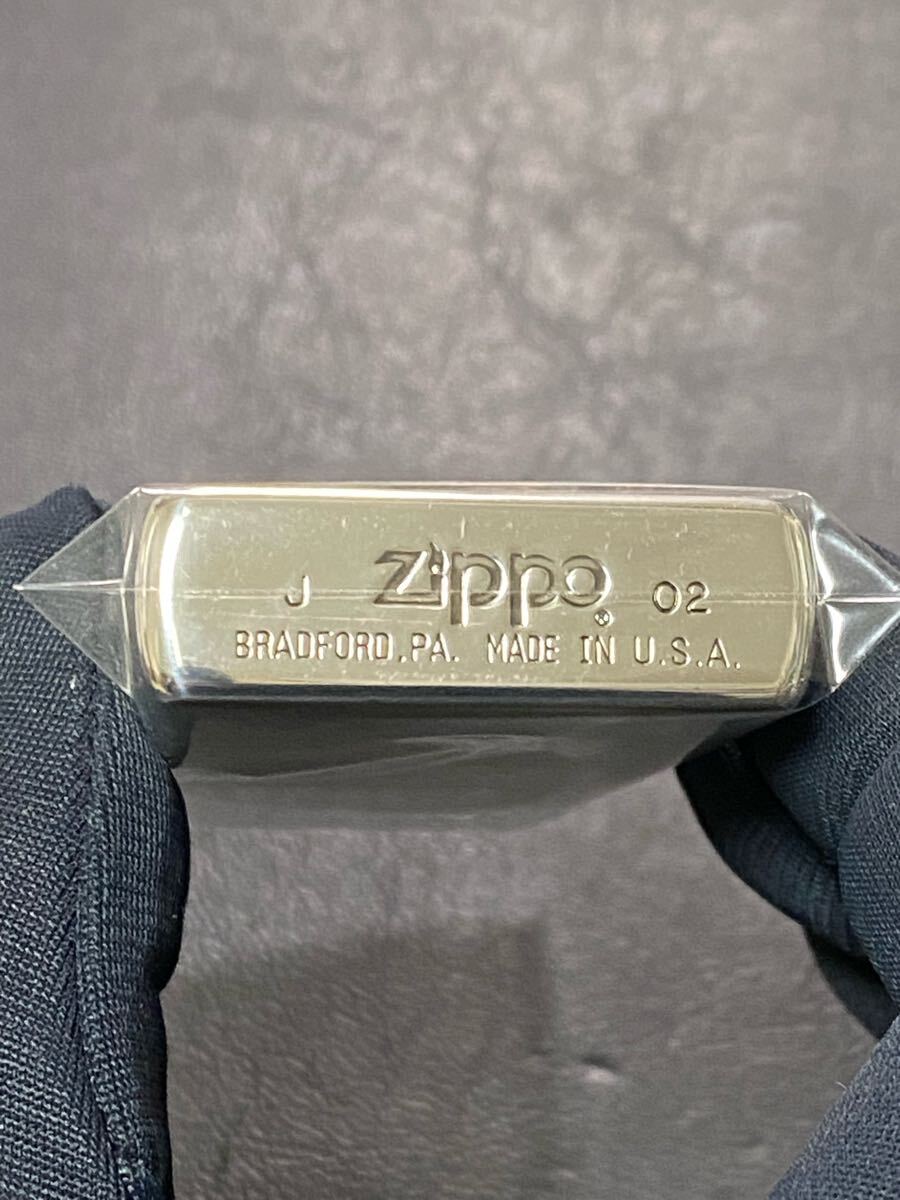 J Zippo® 02
BRADFORD,PA. MADE IN U.S.A.